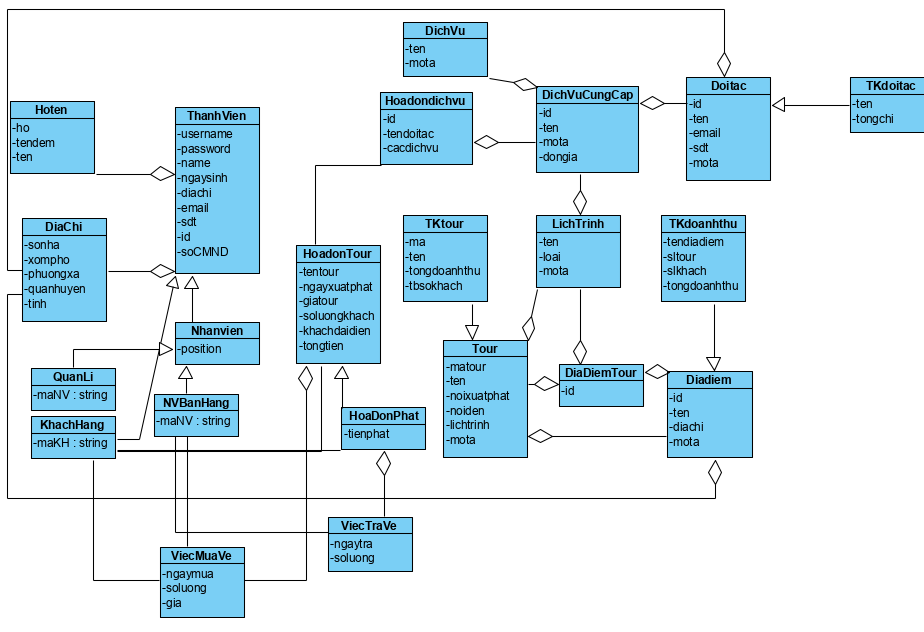 DichVu
-ten
-mota
Hoten
-ho
-tendem
-ten
ThanhVien
-username
-password
-name
-ngaysinh
-diachi
-email
-sdt
-id
-soCMND
Hoadondichvu
-id
-tendoitac
-cacdichvu
DichVuCungCap
-id
-ten
-mota
-dongia
Doitac
-id
-ten
-email
-sdt
-mota
TKdoitac
-ten
-tongchi
DiaChi
-sonha
-xompho
-phuongxa
-quanhuyen
-tinh
HoadonTour
-tentour
-ngayxuatphat
-giatour
-soluongkhach
-khachdaidien
-tongtien
TKtour
-ma
-ten
-tongdoanhthu
-tbsokhach
LichTrinh
-ten
-loai
-mota
TKdoanhthu
-tendiadiem
-sltour
-slkhach
-tongdoanhthu
Nhanvien
-position
QuanLi
-maNV : string
NVBanHang
-maNV : string
KhachHang
-maKH : string
HoaDonPhat
-tienphat
Tour
-matour
-ten
-noixuatphat
-noiden
-lichtrinh
-mota
DiaDiemTour
-id
Diadiem
-id
-ten
-diachi
-mota
ViecTraVe
-ngaytra
-soluong
ViecMuaVe
-ngaymua
-soluong
-gia